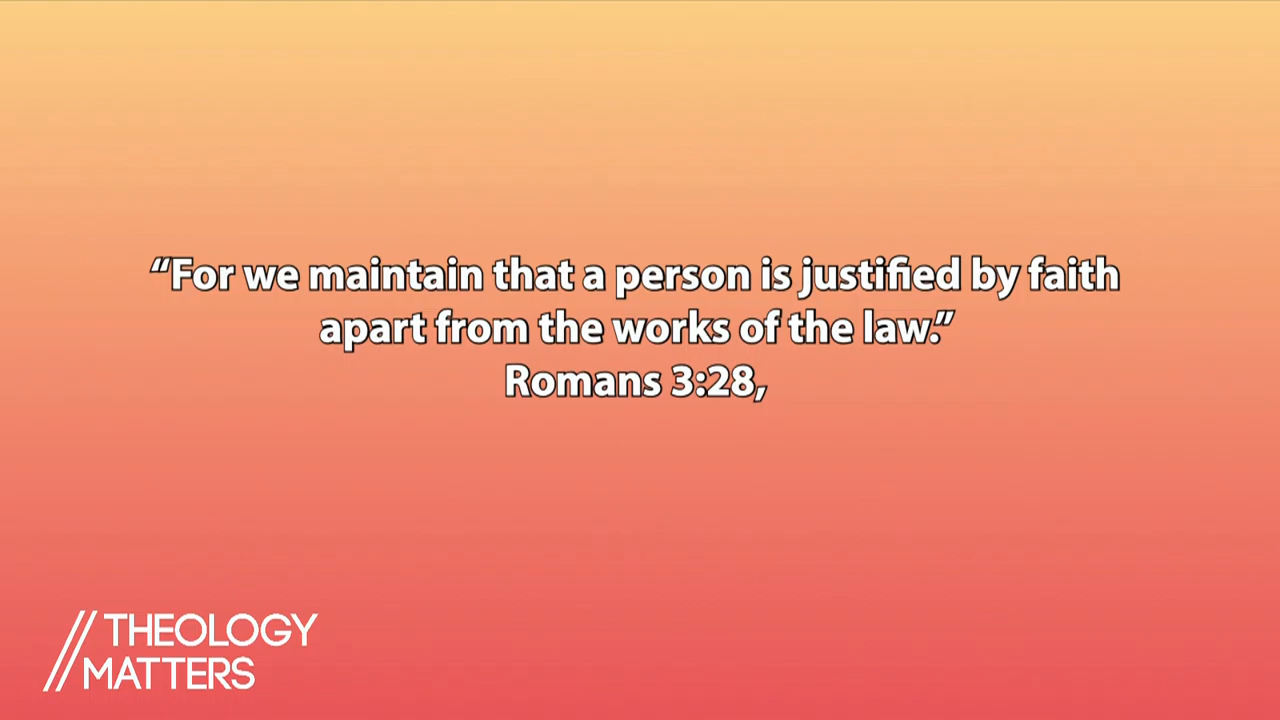 “For we maintain that a person is justified by faith
apart from the works of the law.”
Romans 3:28,
//THEOLOGY
MATTERS